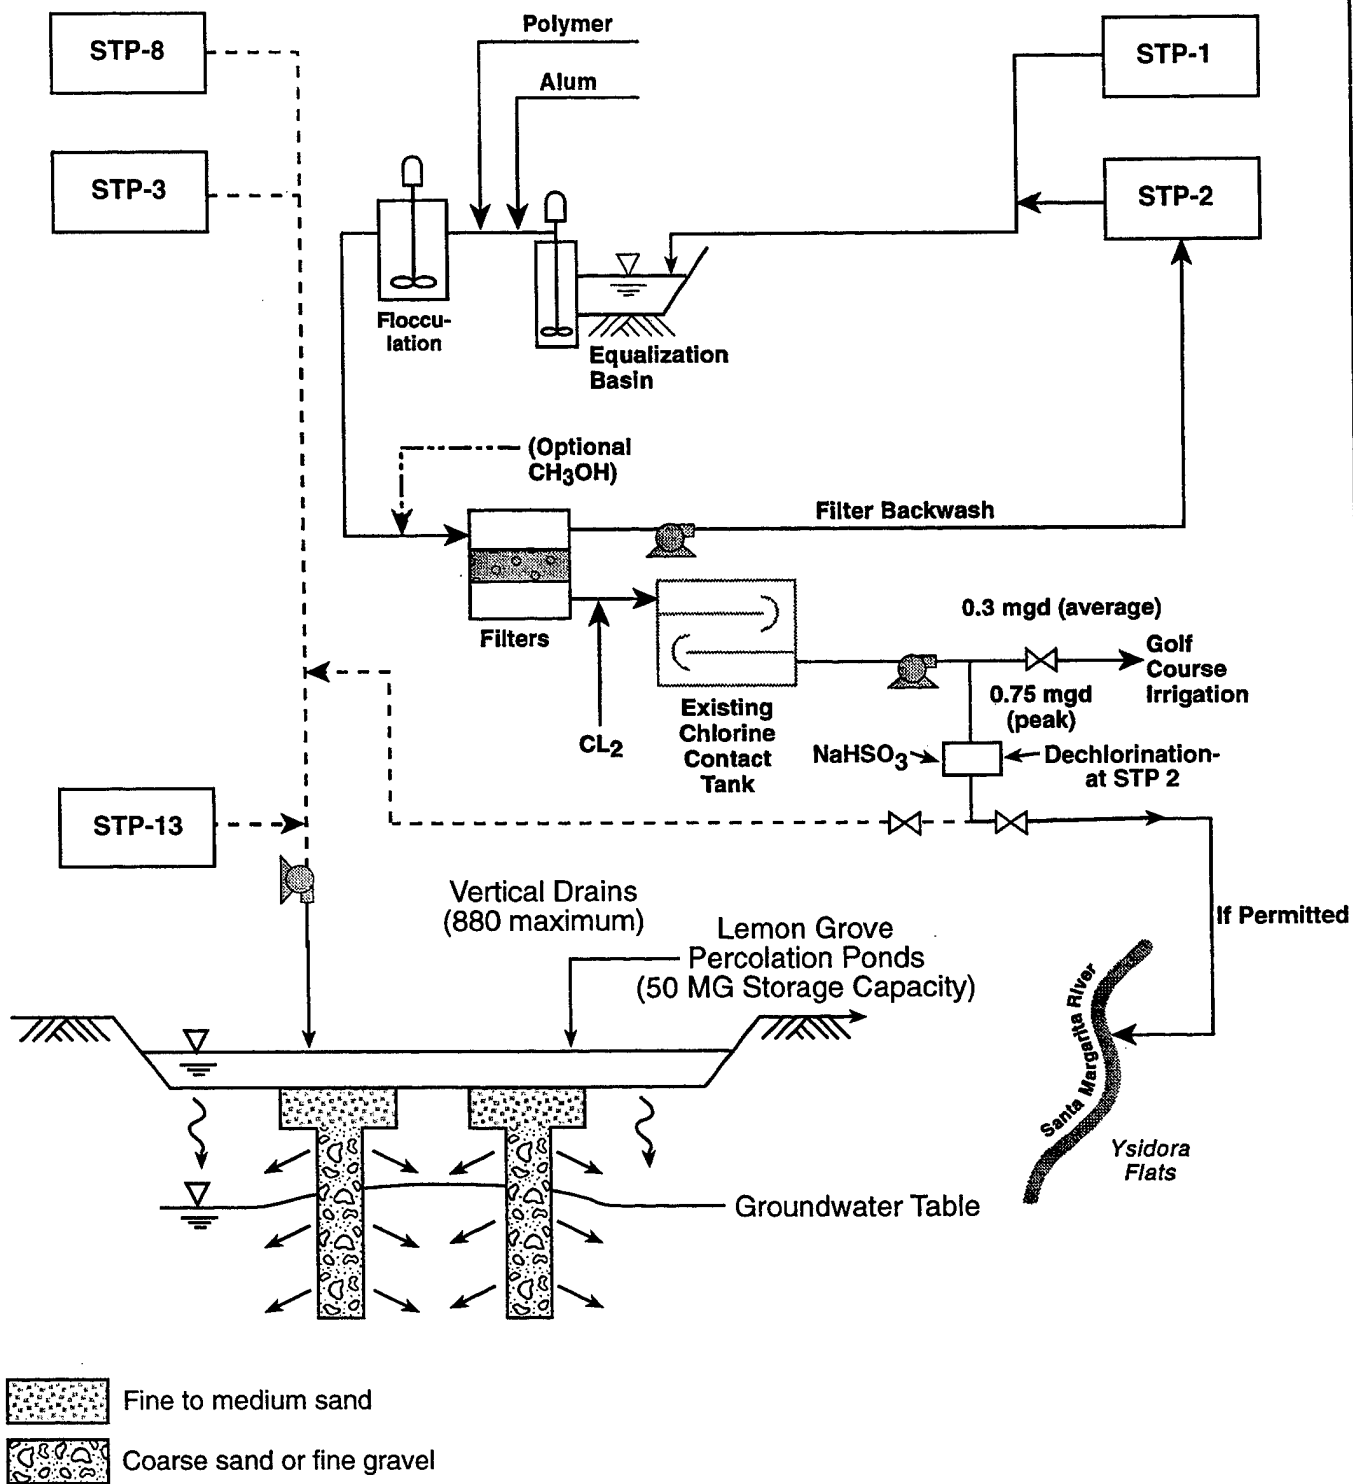 STP-8
Polymer
STP-1
Alum
STP-3
STP-2
Floccu-
lation
Equalization
Basin
(Optional
CH3OH)
Filter Backwash
Filters
0.3 mgd (average)
Golf
Course
Irrigation
0.75 mgd
(peak)
Existing
Chlorine
Contact
Tank
CL2
NaHSO3
Dechlorination-
at STP 2
STP-13
Vertical Drains
(880 maximum)
Lemon Grove
Percolation Ponds
(50 MG Storage Capacity)
If Permitted
Santa Margarita River
Ysidora
Flats
Groundwater Table
Fine to medium sand
Coarse sand or fine gravel